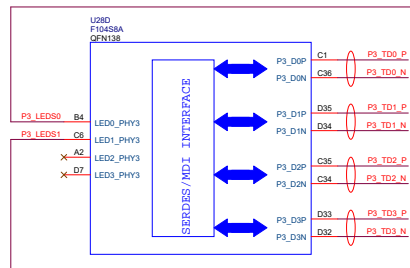 U28D
F104S8A
QFN138
P3_LEDS0 B4 LED0_PHY3
P3_LEDS1 C6 LED1_PHY3
A2 LED2_PHY3
D7 LED3_PHY3
SERDES/MDI INTERFACE
P3_D0P C1 P3_TD0_P
P3_D0N C36 P3_TD0_N
P3_D1P D35 P3_TD1_P
P3_D1N D34 P3_TD1_N
P3_D2P C35 P3_TD2_P
P3_D2N C34 P3_TD2_N
P3_D3P D33 P3_TD3_P
P3_D3N D32 P3_TD3_N